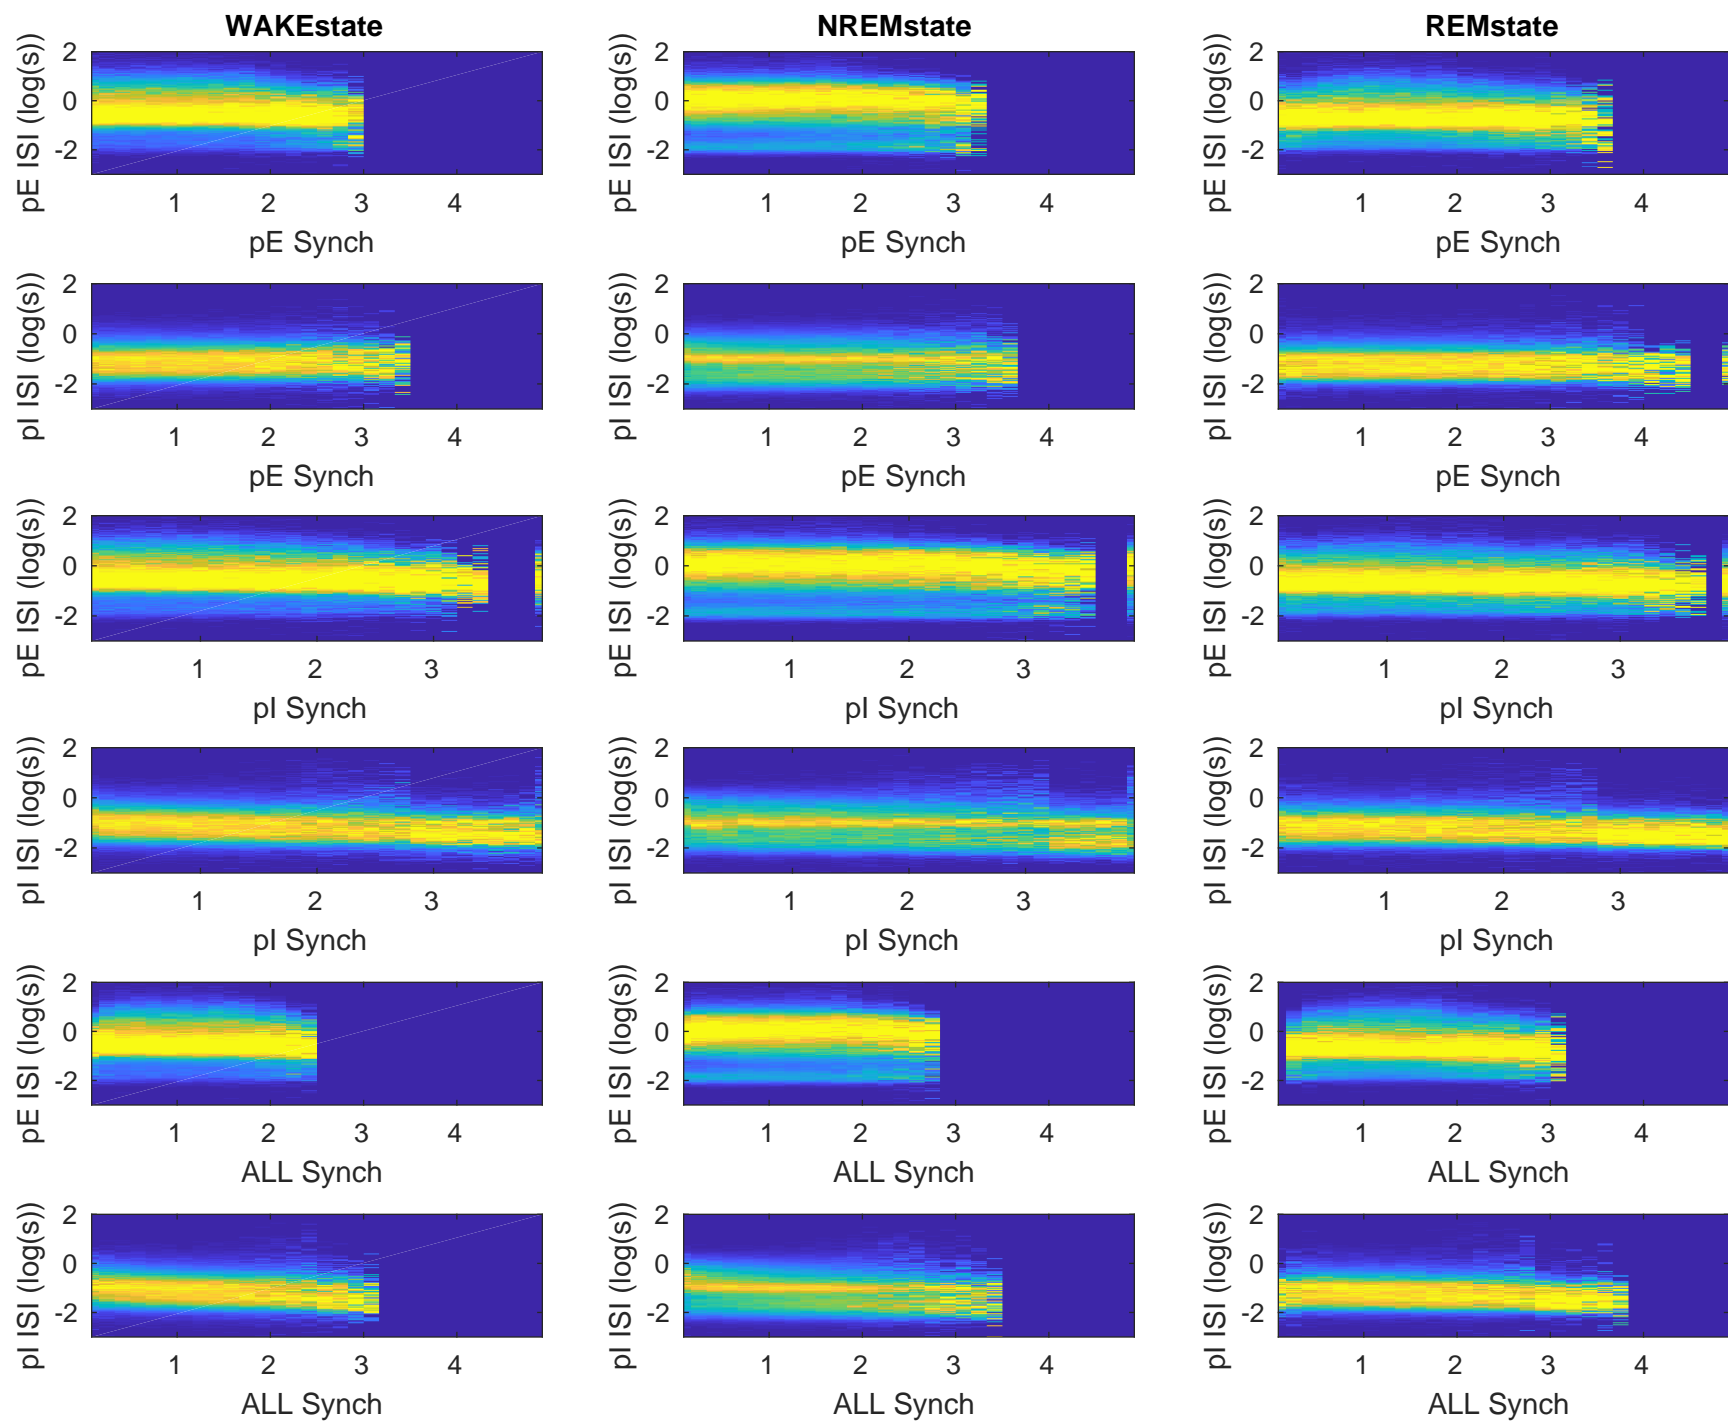 WAKEstate NREMstate REMstate
2 2 2
pE ISI (log(s)) pE ISI (log(s)) pE ISI (log(s))
0 0 0
-2 -2 -2
1 2 3 4 1 2 3 4 1 2 3 4
pE Synch pE Synch pE Synch
2 2 2
pI ISI (log(s)) pI ISI (log(s)) pI ISI (log(s))
0 0 0
-2 -2 -2
1 2 3 4 1 2 3 4 1 2 3 4
pE Synch pE Synch pE Synch
2 2 2
pE ISI (log(s)) pE ISI (log(s)) pE ISI (log(s))
0 0 0
-2 -2 -2
1 2 3 1 2 3 1 2 3
pI Synch pI Synch pI Synch
2 2 2
pI ISI (log(s)) pI ISI (log(s)) pI ISI (log(s))
0 0 0
-2 -2 -2
1 2 3 1 2 3 1 2 3
pI Synch pI Synch pI Synch
2 2 2
pE ISI (log(s)) pE ISI (log(s)) pE ISI (log(s))
0 0 0
-2 -2 -2
1 2 3 4 1 2 3 4 1 2 3 4
ALL Synch ALL Synch ALL Synch
2 2 2
pI ISI (log(s)) pI ISI (log(s)) pI ISI (log(s))
0 0 0
-2 -2 -2
1 2 3 4 1 2 3 4 1 2 3 4
ALL Synch ALL Synch ALL Synch